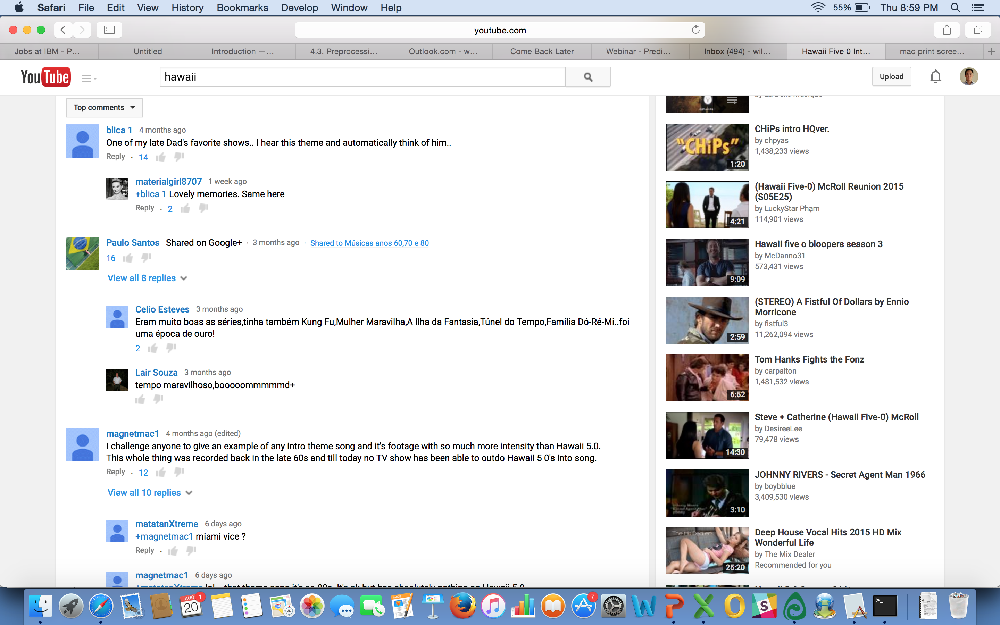 Safari File Edit View History Bookmarks Develop Window Help 55% Thu 8:59 PM
youtube.com
Jobs at IBM - P... Untitled Introduction —... 4.3. Preprocessi... Outlook.com - w... Come Back Later Webinar - Predi... Inbox (494) - wil... Hawaii Five 0 Int... mac print scree...
YouTube hawaii Upload
Top comments
blica 1 4 months ago
One of my late Dad's favorite shows.. I hear this theme and automatically think of him..
Reply · 14
materialgirl8707 1 week ago
+blica 1 Lovely memories. Same here
Reply · 2
Paulo Santos Shared on Google+ · 3 months ago · Shared to Músicas anos 60,70 e 80
16
View all 8 replies
Celio Esteves 3 months ago
Eram muito boas as séries,tinha também Kung Fu,Mulher Maravilha,A Ilha da Fantasia,Túnel do Tempo,Família Dó-Ré-Mi..foi
uma época de ouro!
2
Lair Souza 3 months ago
tempo maravilhoso,booooommmmmd+
magnetmac1 4 months ago (edited)
I challenge anyone to give an example of any intro theme song and it's footage with so much more intensity than Hawaii 5.0.
This whole thing was recorded back in the late 60s and till today no TV show has been able to outdo Hawaii 5 0's into song.
Reply · 12
View all 10 replies
matatanXtreme 6 days ago
+magnetmac1 miami vice ?
Reply ·
magnetmac1 6 days ago
"CHiPs"
1:20
CHiPs intro HQver.
by chpyas
1,438,233 views
4:21
(Hawaii Five-0) McRoll Reunion 2015
(S05E25)
by LuckyStar Phạm
114,901 views
9:09
Hawaii five o bloopers season 3
by McDanno31
573,431 views
2:59
(STEREO) A Fistful Of Dollars by Ennio
Morricone
by fistful3
11,262,094 views
6:52
Tom Hanks Fights the Fonz
by carpalton
1,481,532 views
14:30
Steve + Catherine (Hawaii Five-0) McRoll
by DesireeLee
79,478 views
3:10
JOHNNY RIVERS - Secret Agent Man 1966
by boybblue
3,409,530 views
The Mix Dealer
25:20
Deep House Vocal Hits 2015 HD Mix
Wonderful Life
by The Mix Dealer
Recommended for you
AUG 20 1
PAGES
3D
7